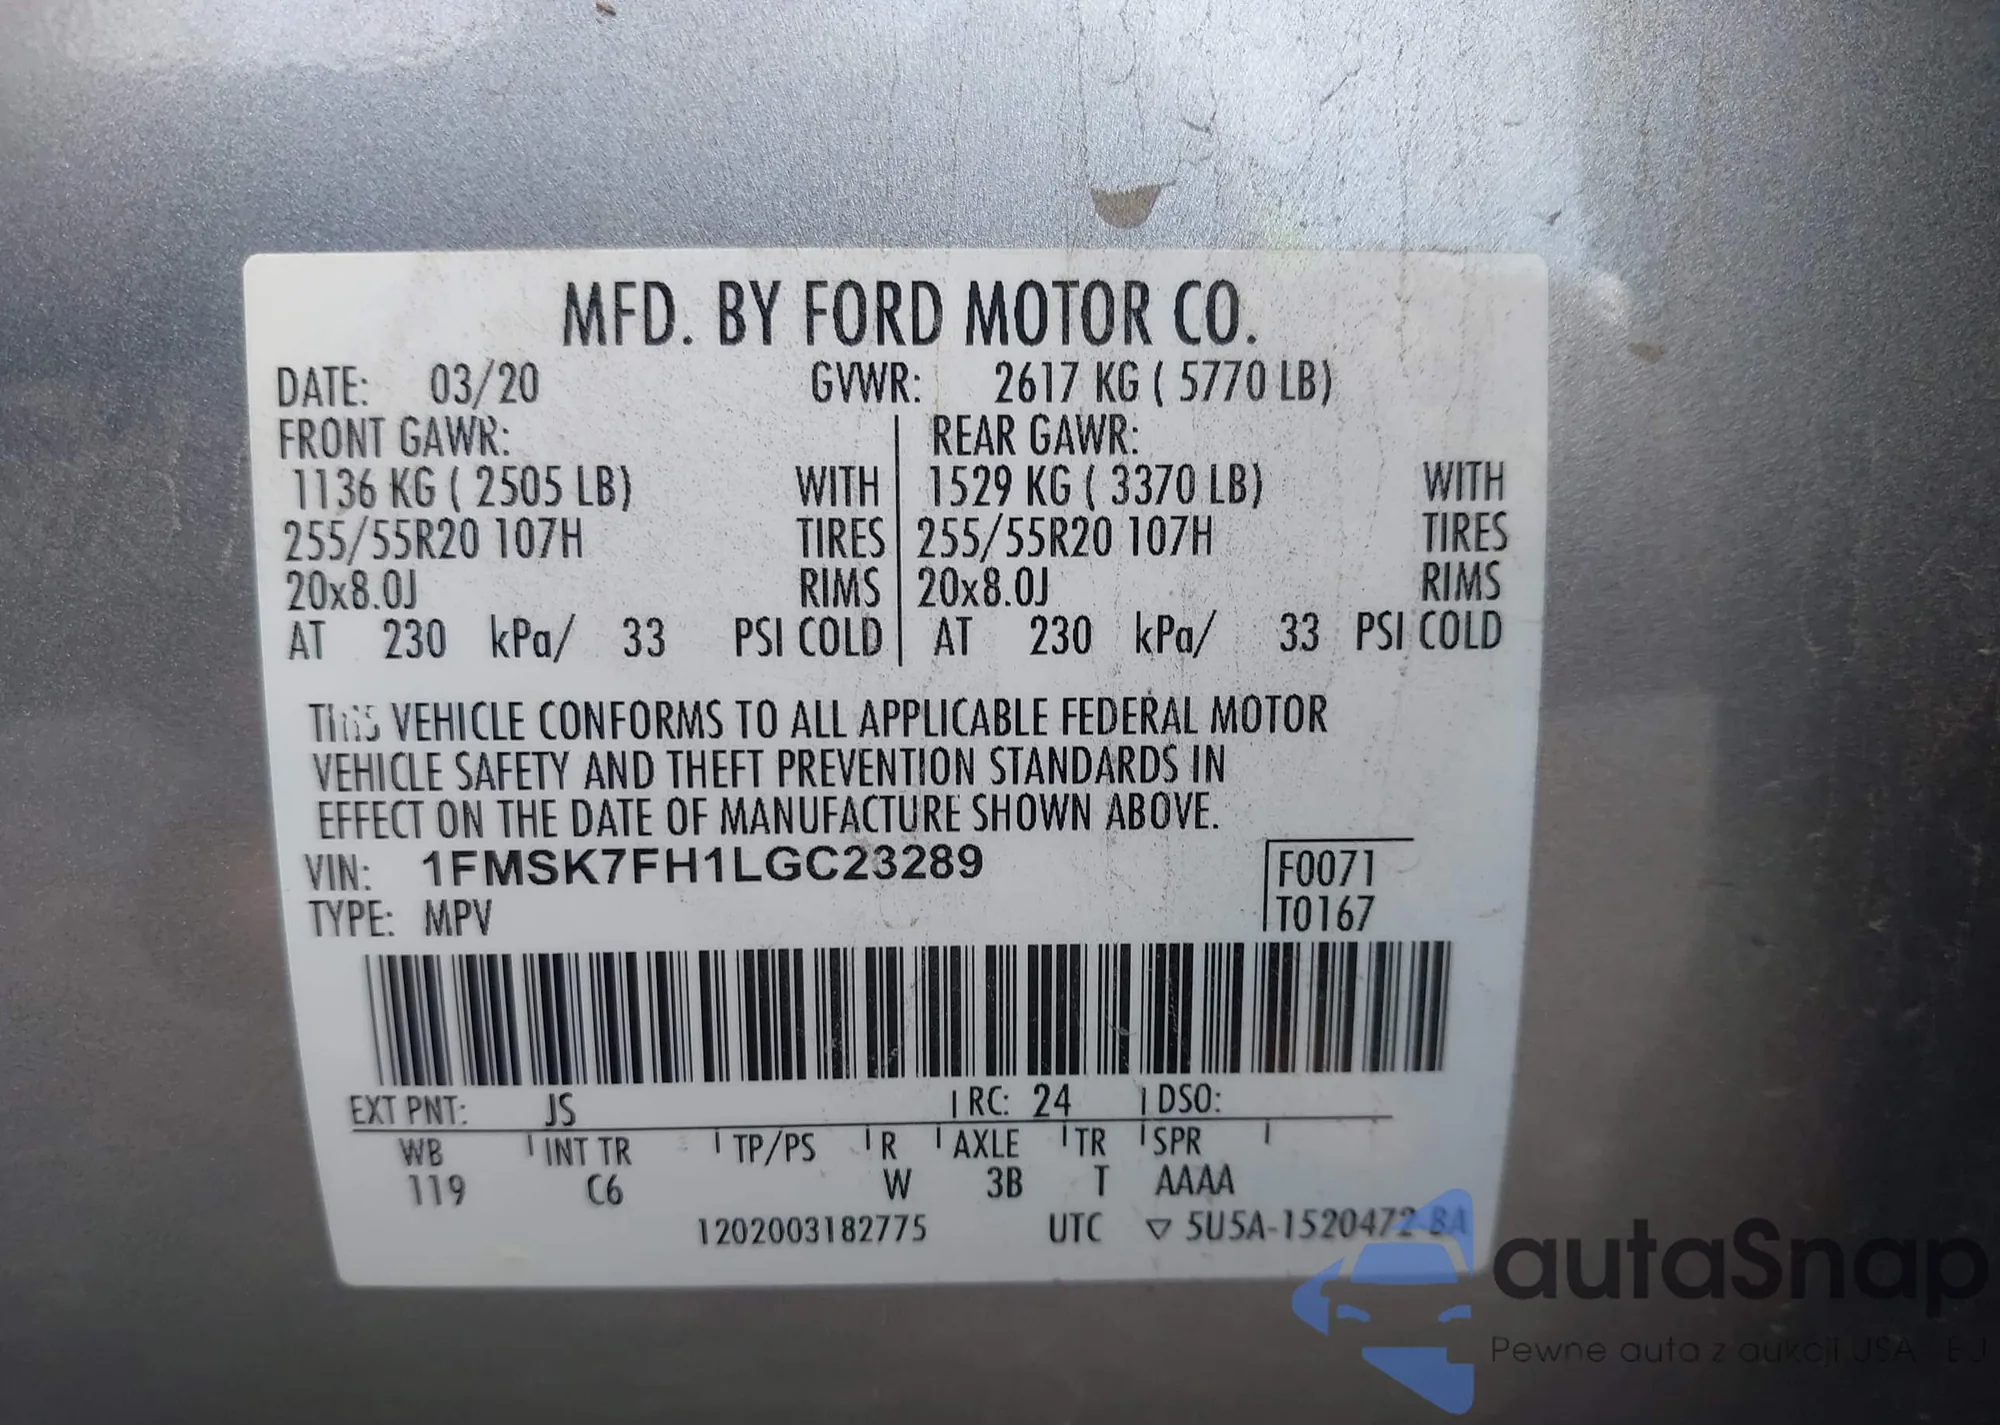 MFD. BY FORD MOTOR CO.
DATE: 03/20 GVWR: 2617 KG ( 5770 LB)
FRONT GAWR: REAR GAWR:
1136 KG ( 2505 LB) WITH 1529 KG ( 3370 LB) WITH
255/55R20 107H TIRES 255/55R20 107H TIRES
20x8.0J RIMS 20x8.0J RIMS
AT 230 kPa/ 33 PSI COLD AT 230 kPa/ 33 PSI COLD
THIS VEHICLE CONFORMS TO ALL APPLICABLE FEDERAL MOTOR
VEHICLE SAFETY AND THEFT PREVENTION STANDARDS IN
EFFECT ON THE DATE OF MANUFACTURE SHOWN ABOVE.
VIN: 1FMSK7FH1LGC23289 F0071
TYPE: MPV T0167
EXT PNT: JS RC: 24 DSO:
WB INT TR TP/PS R AXLE TR SPR
119 C6 W 3B T AAAA
1202003182775 UTC ▽ 5U5A-1520472-BA
autaSnap
Pewne auta z aukcji USA